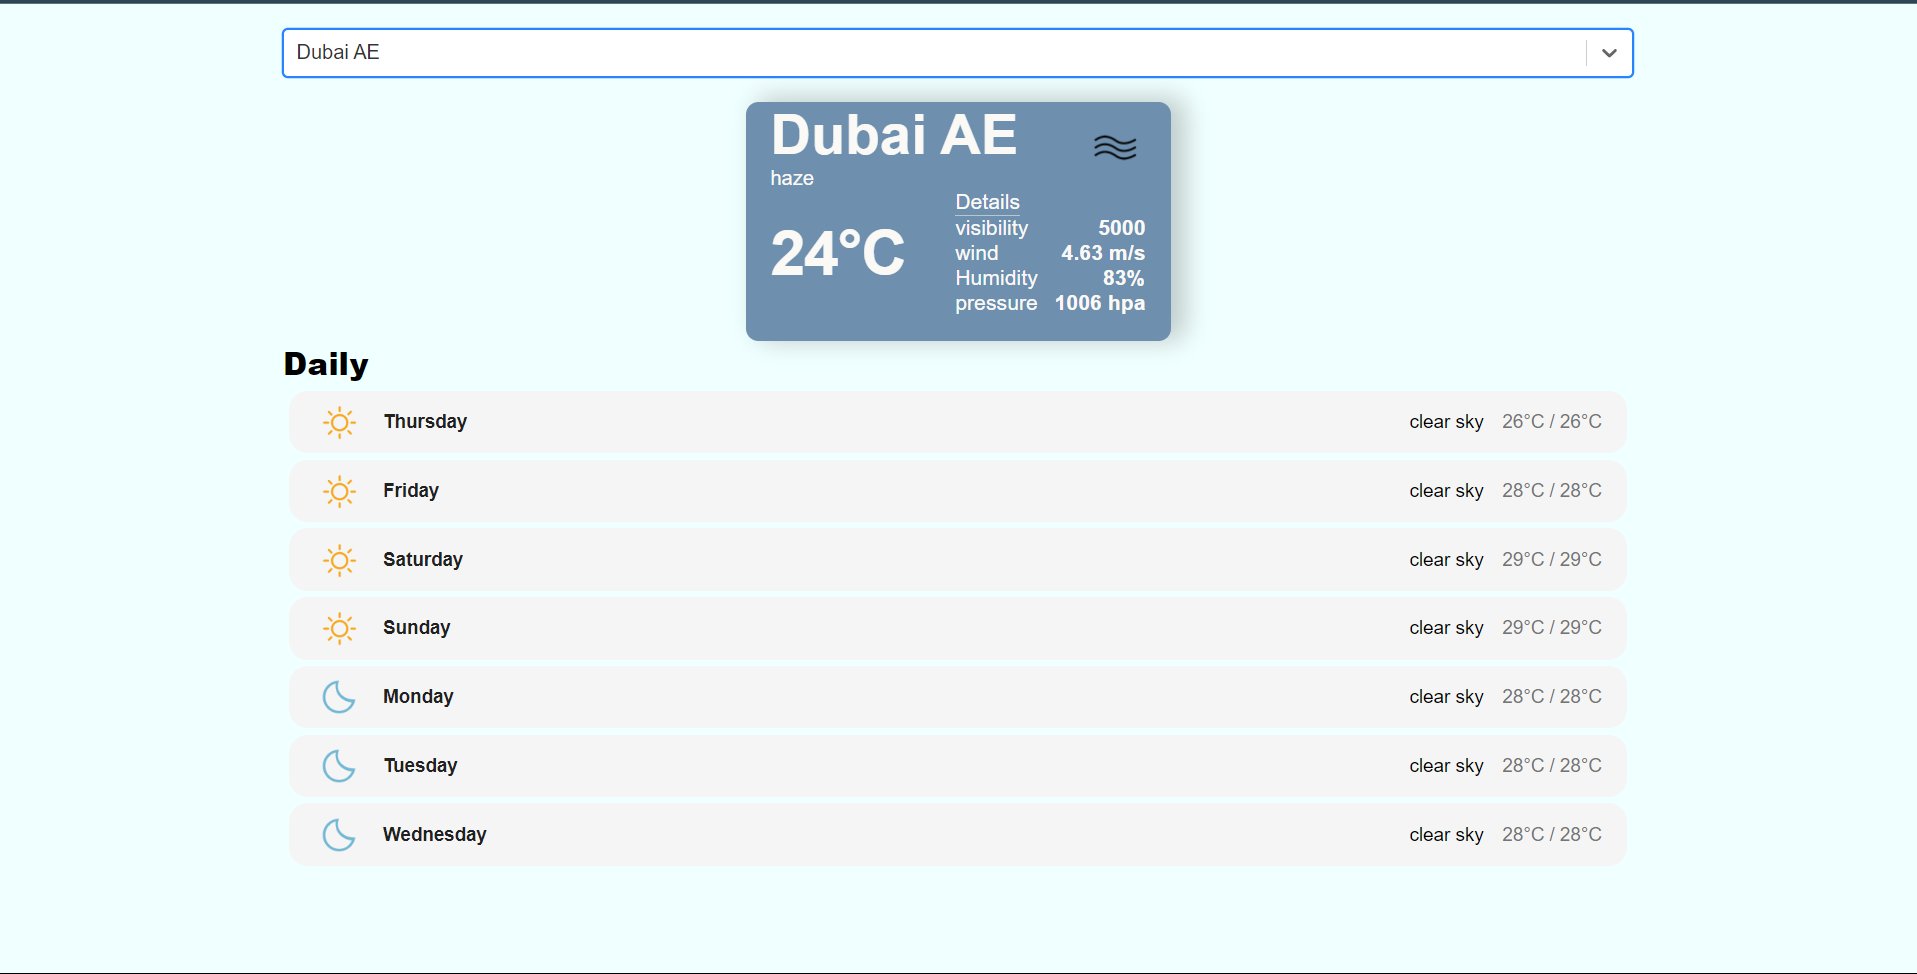 Dubai AE
Dubai AE
haze
24°C
Details
visibility 5000
wind 4.63 m/s
Humidity 83%
pressure 1006 hpa
Daily
Thursday clear sky 26°C / 26°C
Friday clear sky 28°C / 28°C
Saturday clear sky 29°C / 29°C
Sunday clear sky 29°C / 29°C
Monday clear sky 28°C / 28°C
Tuesday clear sky 28°C / 28°C
Wednesday clear sky 28°C / 28°C